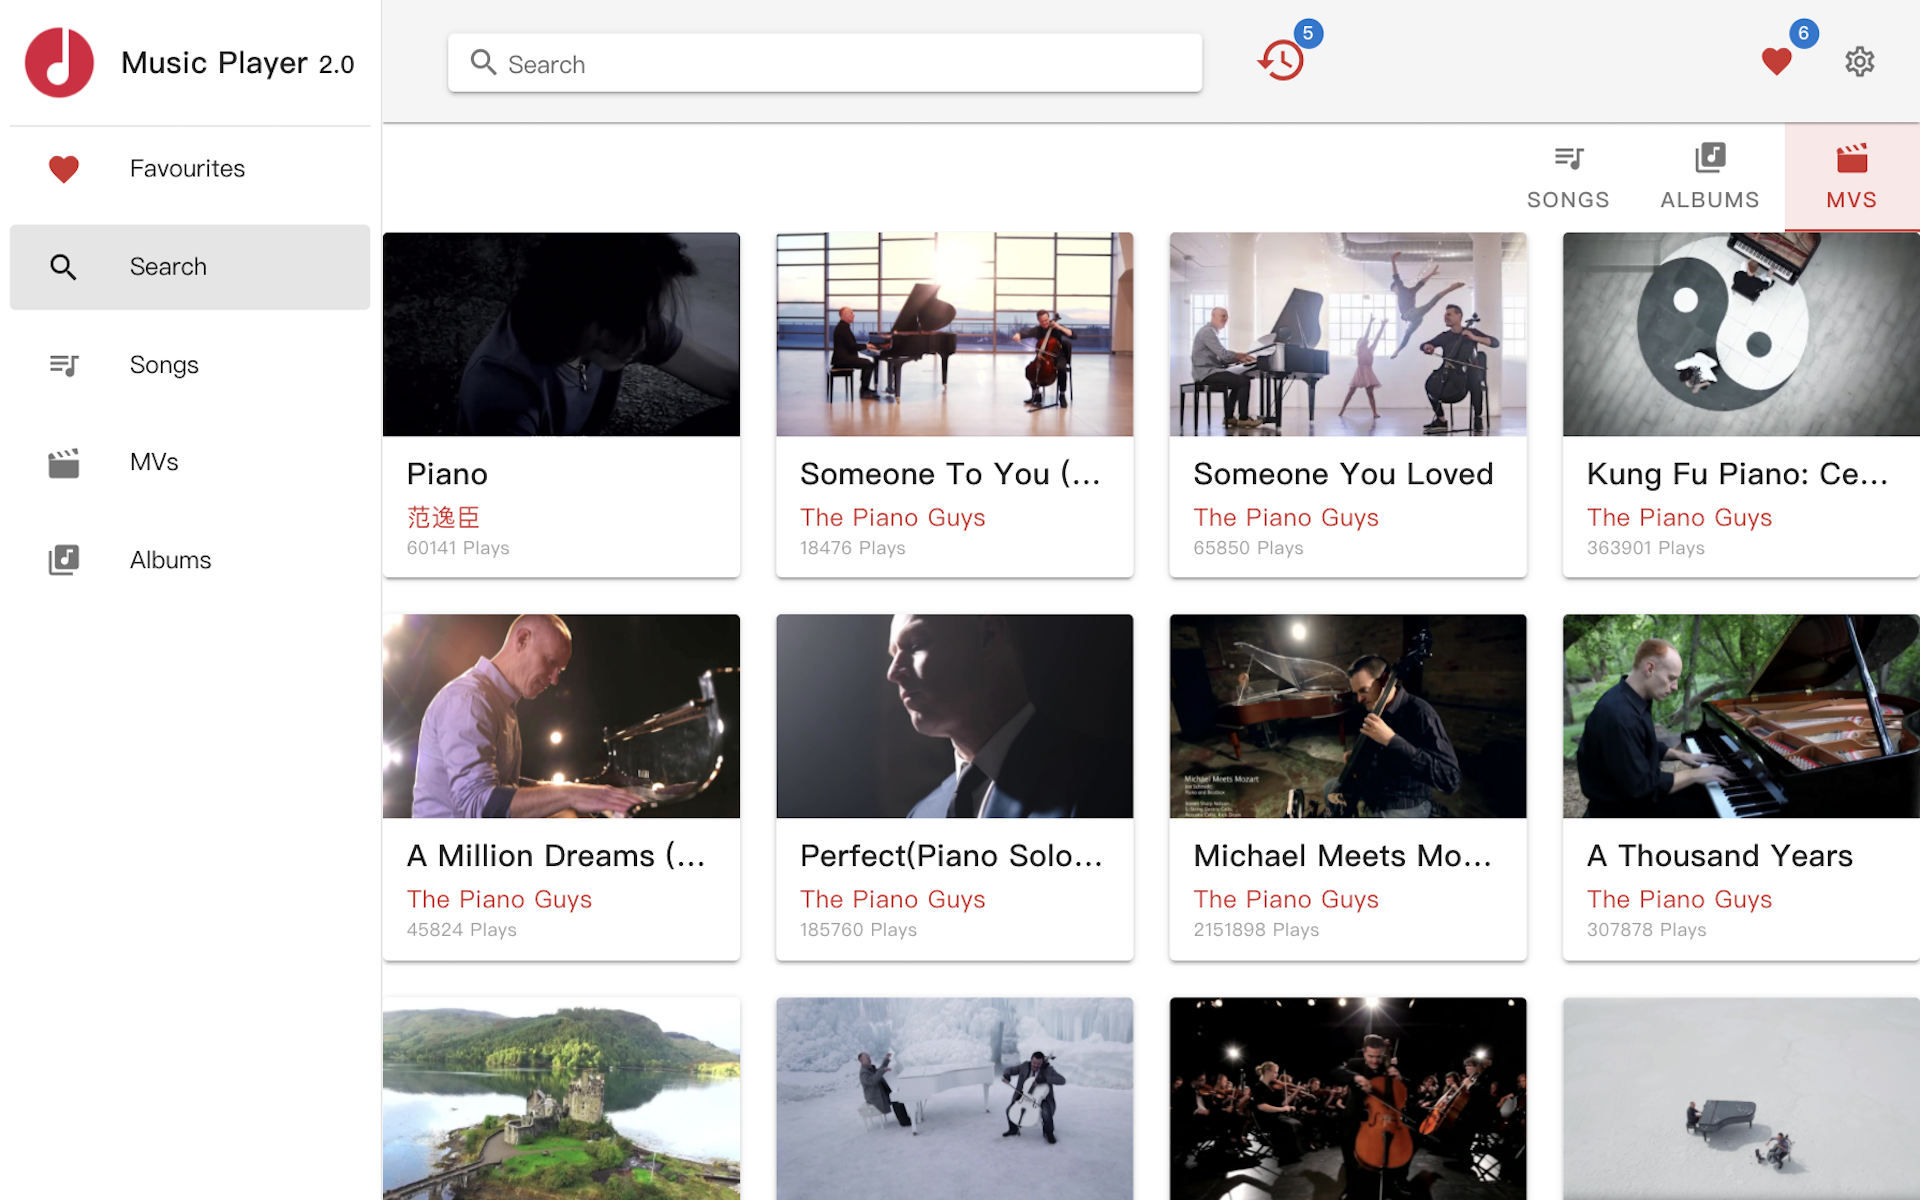 Music Player 2.0
Search
5
6
Favourites
Search
Songs
MVs
Albums
SONGS
ALBUMS
MVS
Piano
范逸臣
60141 Plays
Someone To You (...
The Piano Guys
18476 Plays
Someone You Loved
The Piano Guys
65850 Plays
Kung Fu Piano: Ce...
The Piano Guys
363901 Plays
A Million Dreams (...
The Piano Guys
45824 Plays
Perfect(Piano Solo...
The Piano Guys
185760 Plays
Michael Meets Mozart
Michael Meets Mo...
The Piano Guys
2151898 Plays
A Thousand Years
The Piano Guys
307878 Plays